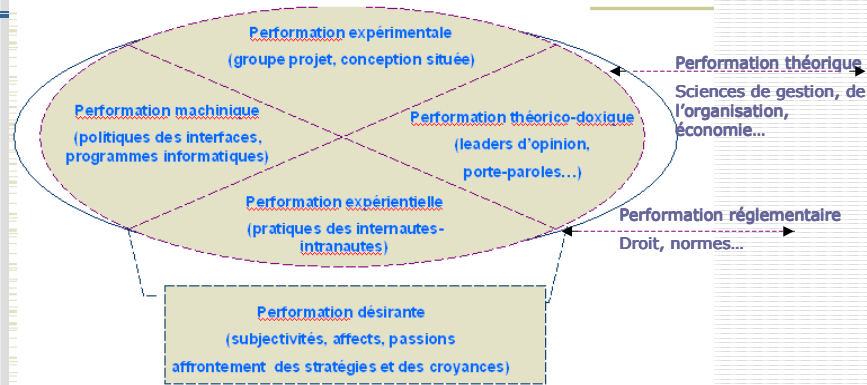 Performation expérimentale
(groupe projet, conception située)
Performation théorique
Sciences de gestion, de
l'organisation,
économie…
Performation machinique
(politiques des interfaces,
programmes informatiques)
Performation théorico-doxique
(leaders d'opinion,
porte-paroles…)
Performation expérientielle
(pratiques des internautes-
intranautes)
Performation réglementaire
Droit, normes…
Performation désirante
(subjectivités, affects, passions
affrontement des stratégies et des croyances)